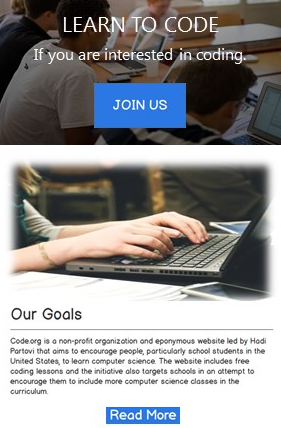 LEARN TO CODE
If you are interested in coding.
JOIN US
Our Goals
Code.org is a non-profit organization and eponymous website led by Hadi
Partovi that aims to encourage people, particularly school students in the
United States, to learn computer science. The website includes free
coding lessons and the initiative also targets schools in an attempt to
encourage them to include more computer science classes in the
curriculum.
Read More